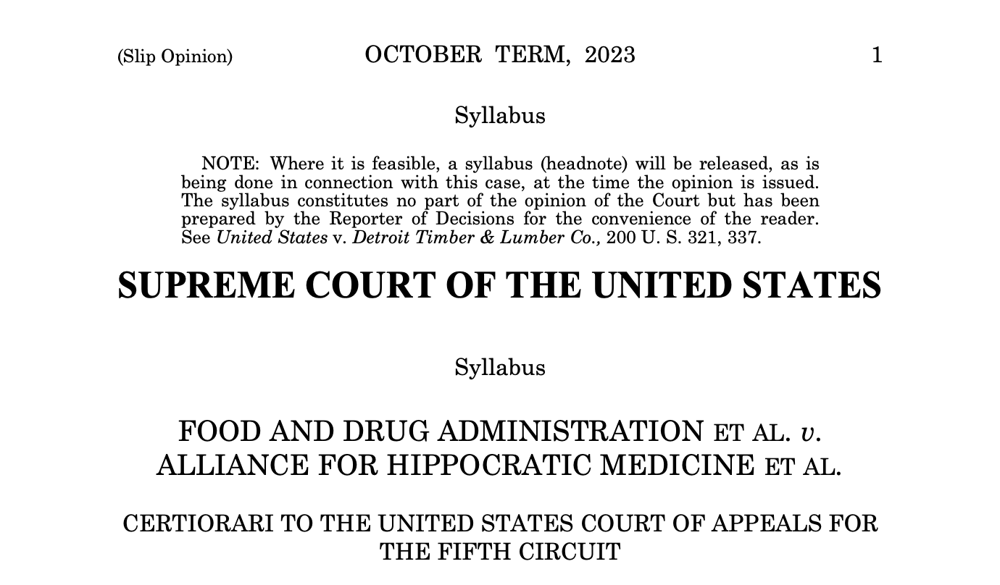 (Slip Opinion) OCTOBER TERM, 2023 1
Syllabus
NOTE: Where it is feasible, a syllabus (headnote) will be released, as is
being done in connection with this case, at the time the opinion is issued.
The syllabus constitutes no part of the opinion of the Court but has been
prepared by the Reporter of Decisions for the convenience of the reader.
See United States v. Detroit Timber & Lumber Co., 200 U. S. 321, 337.
SUPREME COURT OF THE UNITED STATES
Syllabus
FOOD AND DRUG ADMINISTRATION ET AL. v.
ALLIANCE FOR HIPPOCRATIC MEDICINE ET AL.
CERTIORARI TO THE UNITED STATES COURT OF APPEALS FOR
THE FIFTH CIRCUIT